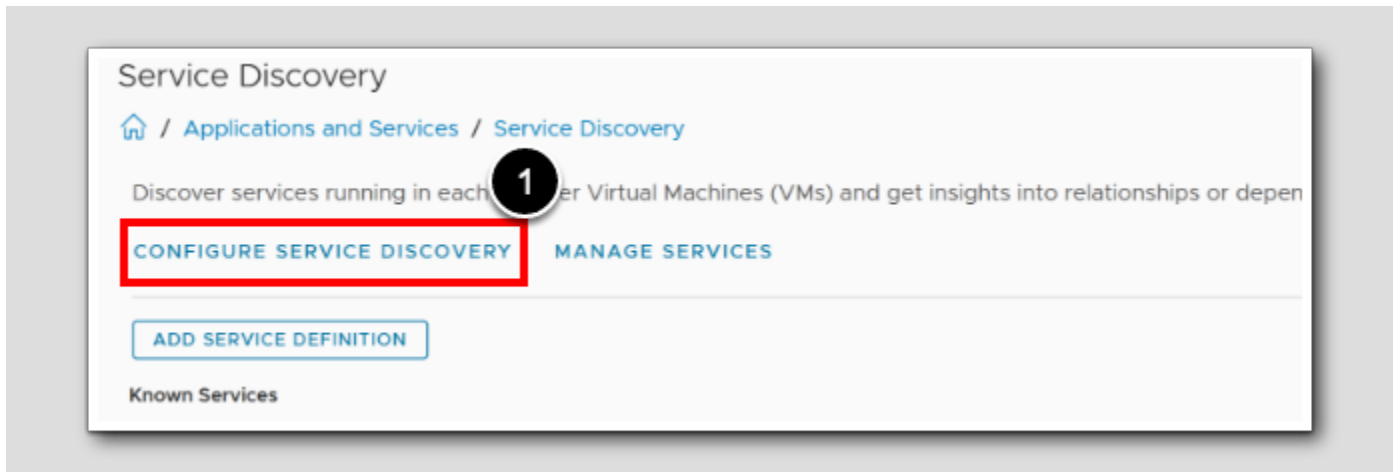 Service Discovery
/ Applications and Services / Service Discovery
Discover services running in each er Virtual Machines (VMs) and get insights into relationships or depen
1
CONFIGURE SERVICE DISCOVERY MANAGE SERVICES
ADD SERVICE DEFINITION
Known Services